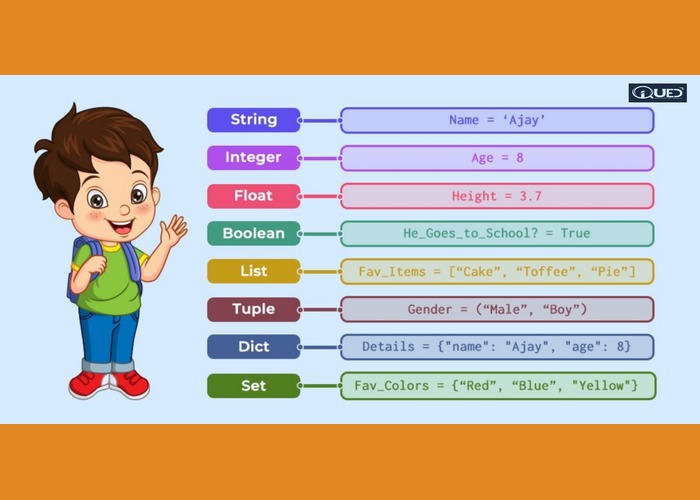 iQUED
String
Name = ‘Ajay’
Integer
Age = 8
Float
Height = 3.7
Boolean
He_Goes_to_School? = True
List
Fav_Items = [“Cake”, “Toffee”, “Pie”]
Tuple
Gender = (“Male”, “Boy”)
Dict
Details = {"name": "Ajay", "age": 8}
Set
Fav_Colors = {“Red”, “Blue”, "Yellow"}